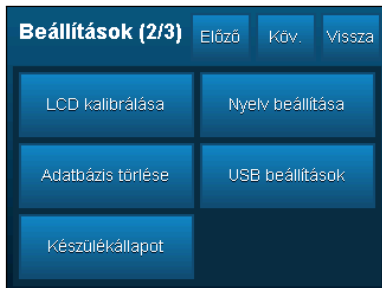 Beállítások (2/3) Előző Köv. Vissza
LCD kalibrálása Nyelv beállítása
Adatbázis törlése USB beállítások
Készülékállapot